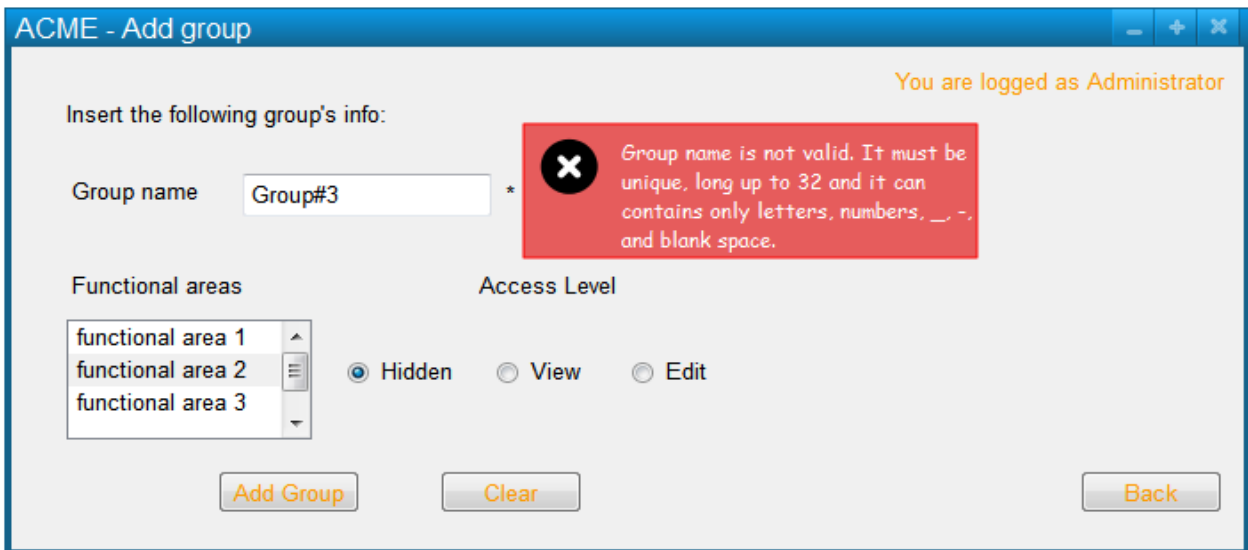 ACME - Add group
You are logged as Administrator
Insert the following group's info:
Group name
Group#3
*
Group name is not valid. It must be
unique, long up to 32 and it can
contains only letters, numbers, _, -,
and blank space.
Functional areas
Access Level
functional area 1
functional area 2
functional area 3
Hidden
View
Edit
Add Group
Clear
Back